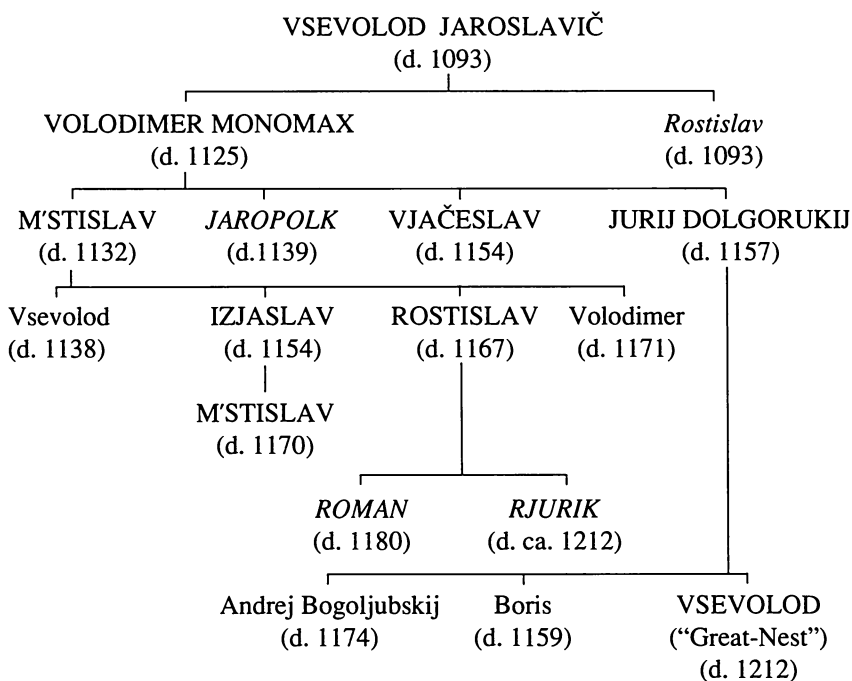 VSEVOLOD JAROSLAVIČ
(d. 1093)
VOLODIMER MONOMAX
(d. 1125)
Rostislav
(d. 1093)
M'STISLAV
(d. 1132)
JAROPOLK
(d.1139)
VJAČESLAV
(d. 1154)
JURIJ DOLGORUKIJ
(d. 1157)
Vsevolod
(d. 1138)
IZJASLAV
(d. 1154)
ROSTISLAV
(d. 1167)
Volodimer
(d. 1171)
M'STISLAV
(d. 1170)
ROMAN
(d. 1180)
RJURIK
(d. ca. 1212)
Andrej Bogoljubskij
(d. 1174)
Boris
(d. 1159)
VSEVOLOD
(“Great-Nest”)
(d. 1212)